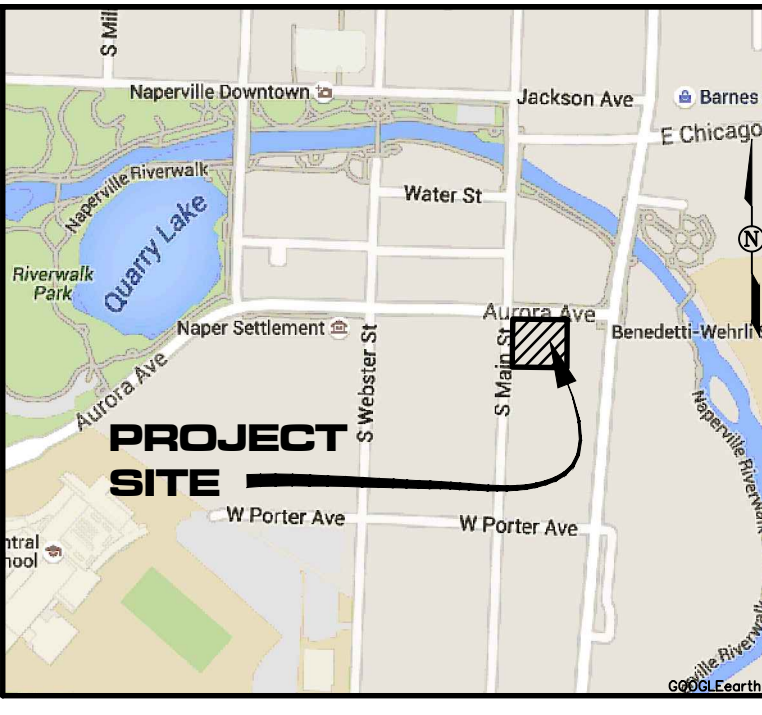 S Mill
Naperville Downtown
Jackson Ave
Barnes
E Chicago
Naperville Riverwalk
Water St
Quarry Lake
N
Riverwalk
Park
Aurora Ave
Naper Settlement
Benedetti-Wehrli
S Webster St
S Main St
Aurora Ave
PROJECT
SITE
Naperville Riverwalk
W Porter Ave
W Porter Ave
ntral
hool
ville Riverwalk
GOOGLEearth